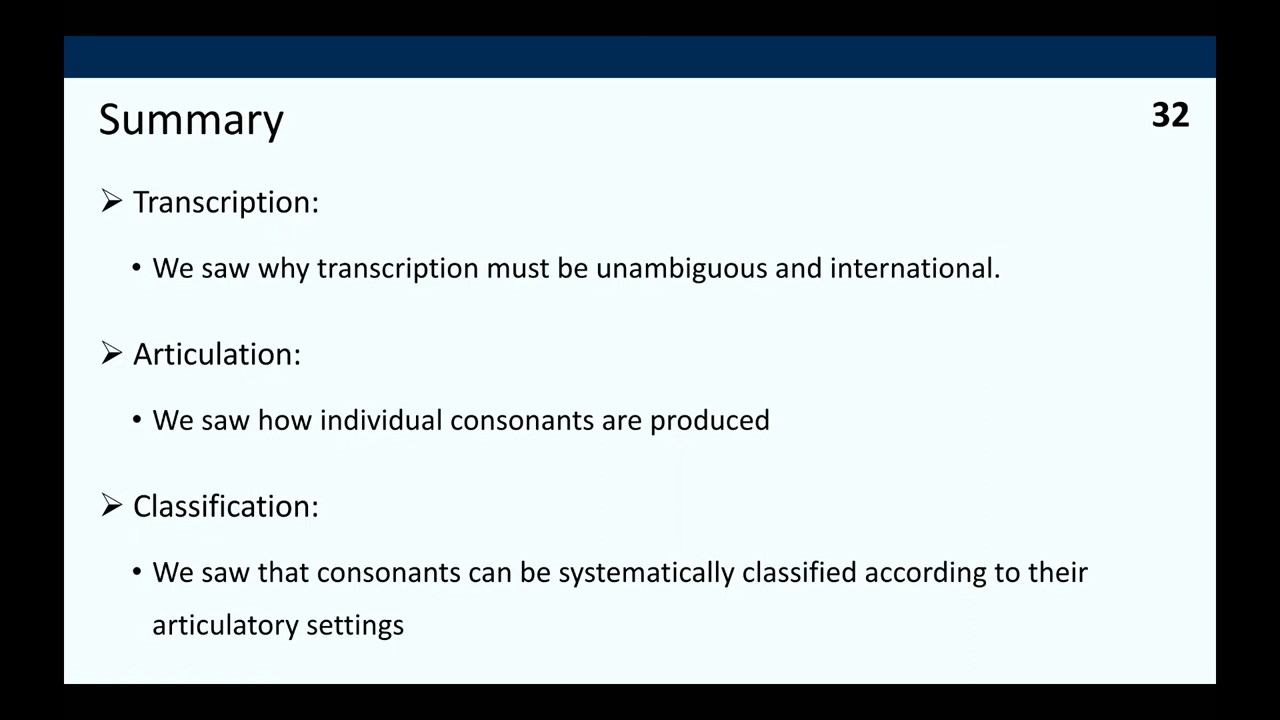 Summary
32
➢ Transcription:
• We saw why transcription must be unambiguous and international.
➢ Articulation:
• We saw how individual consonants are produced
➢ Classification:
• We saw that consonants can be systematically classified according to their
articulatory settings